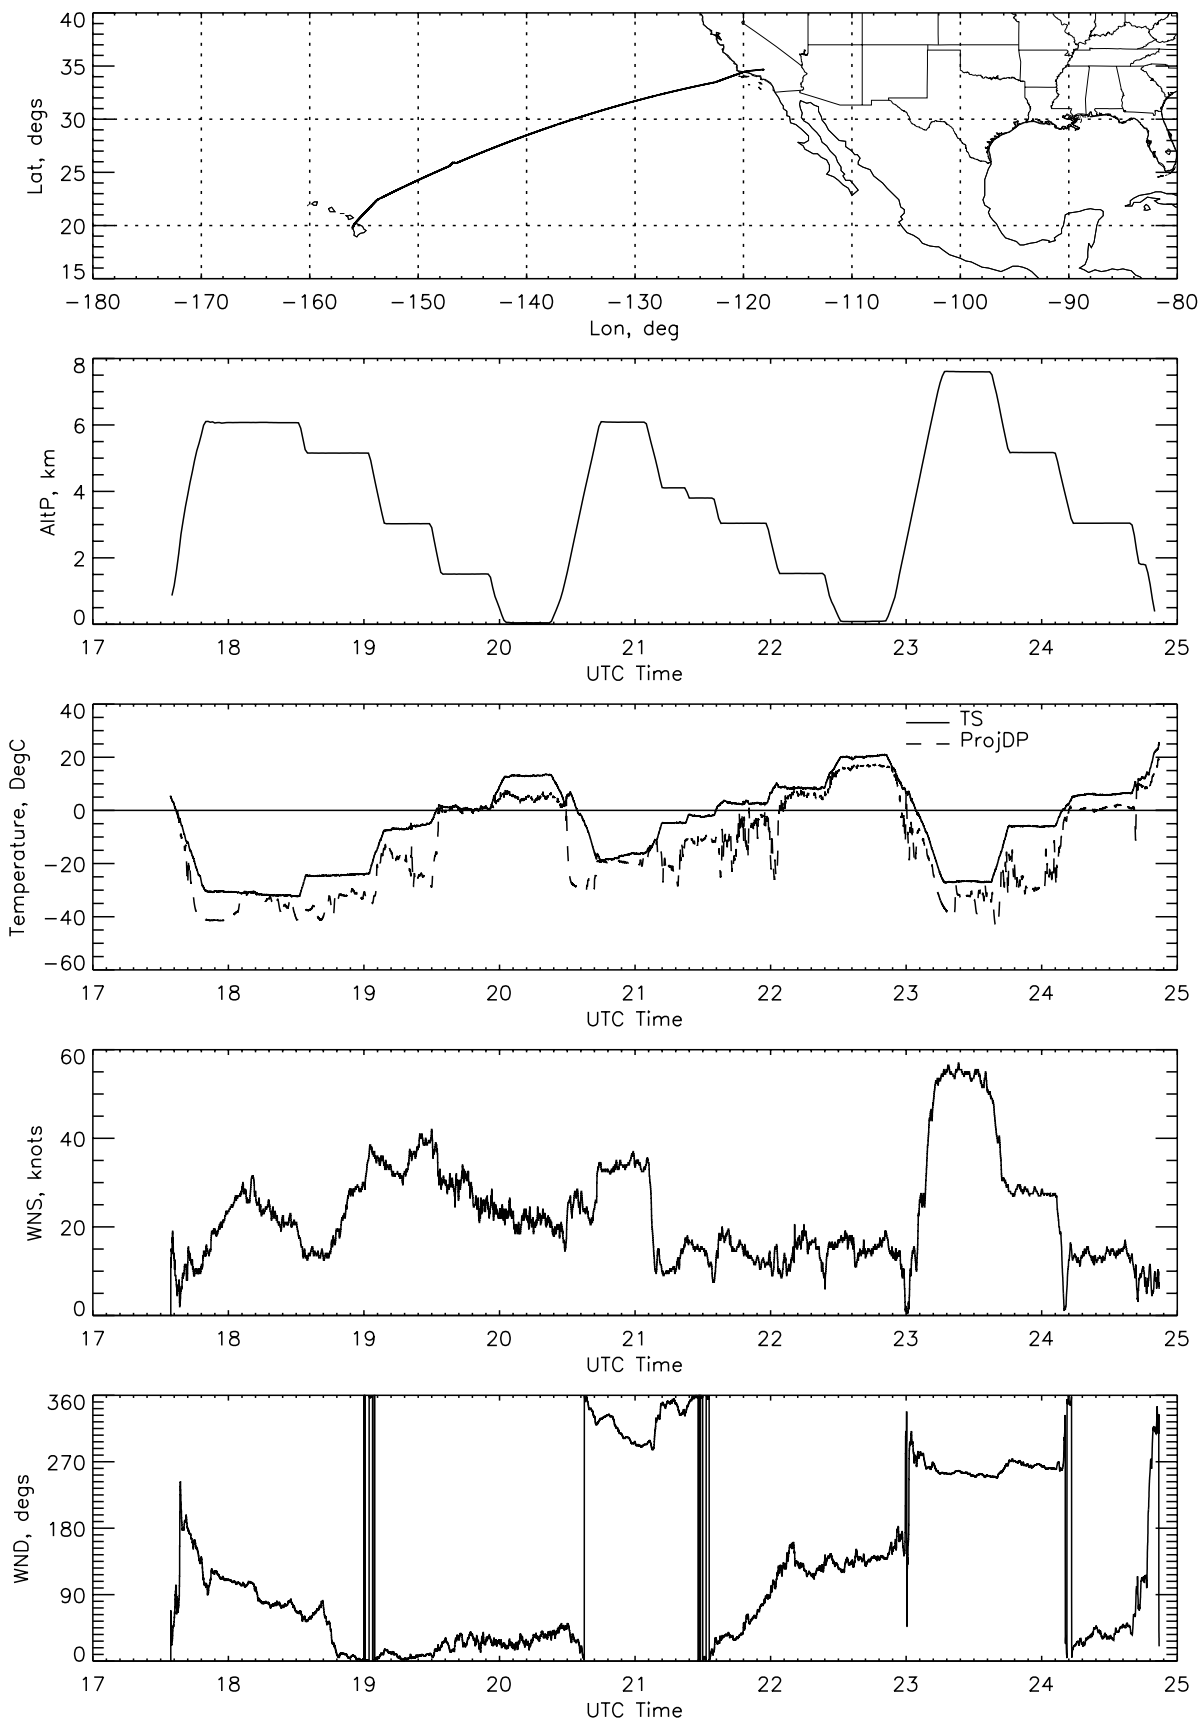 40
35
30
25
20
15
Lat, degs
−180 −170 −160 −150 −140 −130 −120 −110 −100 −90 −80
Lon, deg
8
6
4
2
0
AltP, km
17 18 19 20 21 22 23 24 25
UTC Time
40
20
0
−20
−40
−60
Temperature, DegC
TS
ProjDP
17 18 19 20 21 22 23 24 25
UTC Time
60
40
20
0
WNS, knots
17 18 19 20 21 22 23 24 25
UTC Time
360
270
180
90
0
WND, degs
17 18 19 20 21 22 23 24 25
UTC Time